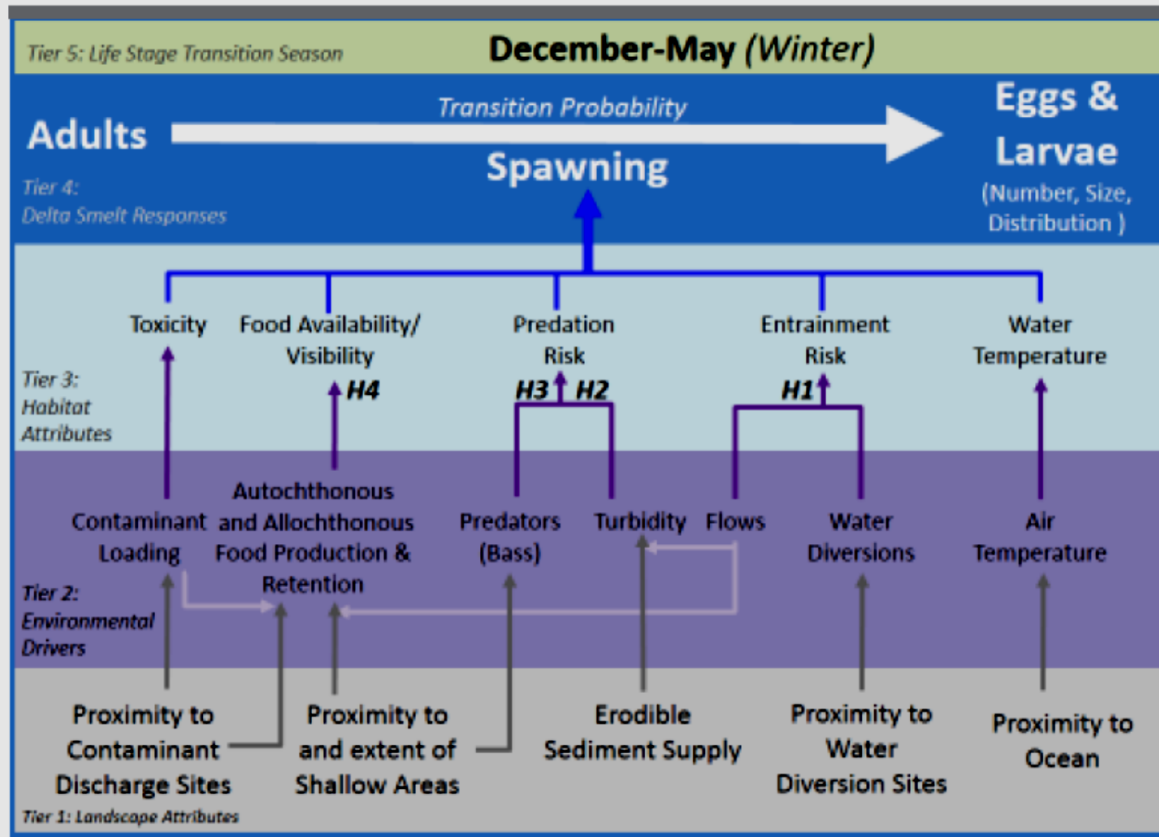 Tier 5: Life Stage Transition Season
December-May (Winter)
Transition Probability
Adults
Spawning
Eggs &
Larvae
(Number, Size,
Distribution )
Tier 4:
Delta Smelt Responses
Toxicity
Food Availability/
Visibility
Predation
Risk
Entrainment
Risk
Water
Temperature
H4
H3
H2
H1
Tier 3:
Habitat
Attributes
Contaminant
Loading
Autochthonous
and Allochthonous
Food Production &
Retention
Predators
(Bass)
Turbidity
Flows
Water
Diversions
Air
Temperature
Tier 2:
Environmental
Drivers
Proximity to
Contaminant
Discharge Sites
Proximity to
and extent of
Shallow Areas
Erodible
Sediment Supply
Proximity to
Water
Diversion Sites
Proximity to
Ocean
Tier 1: Landscape Attributes